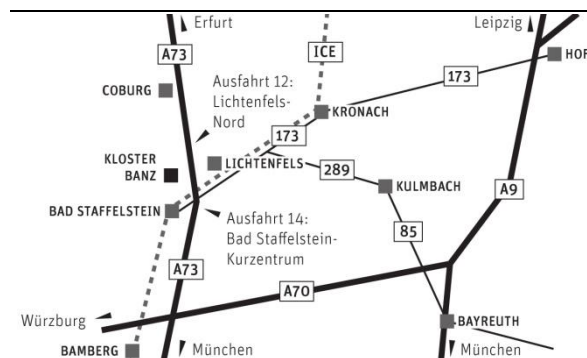 Erfurt
Leipzig
A73
ICE
HOF
COBURG
Ausfahrt 12:
Lichtenfels-
Nord
173
KRONACH
173
KLOSTER
BANZ
LICHTENFELS
289
KULMBACH
A9
BAD STAFFELSTEIN
Ausfahrt 14:
Bad Staffelstein-
Kurzentrum
85
A73
A70
Würzburg
BAYREUTH
BAMBERG
München
München